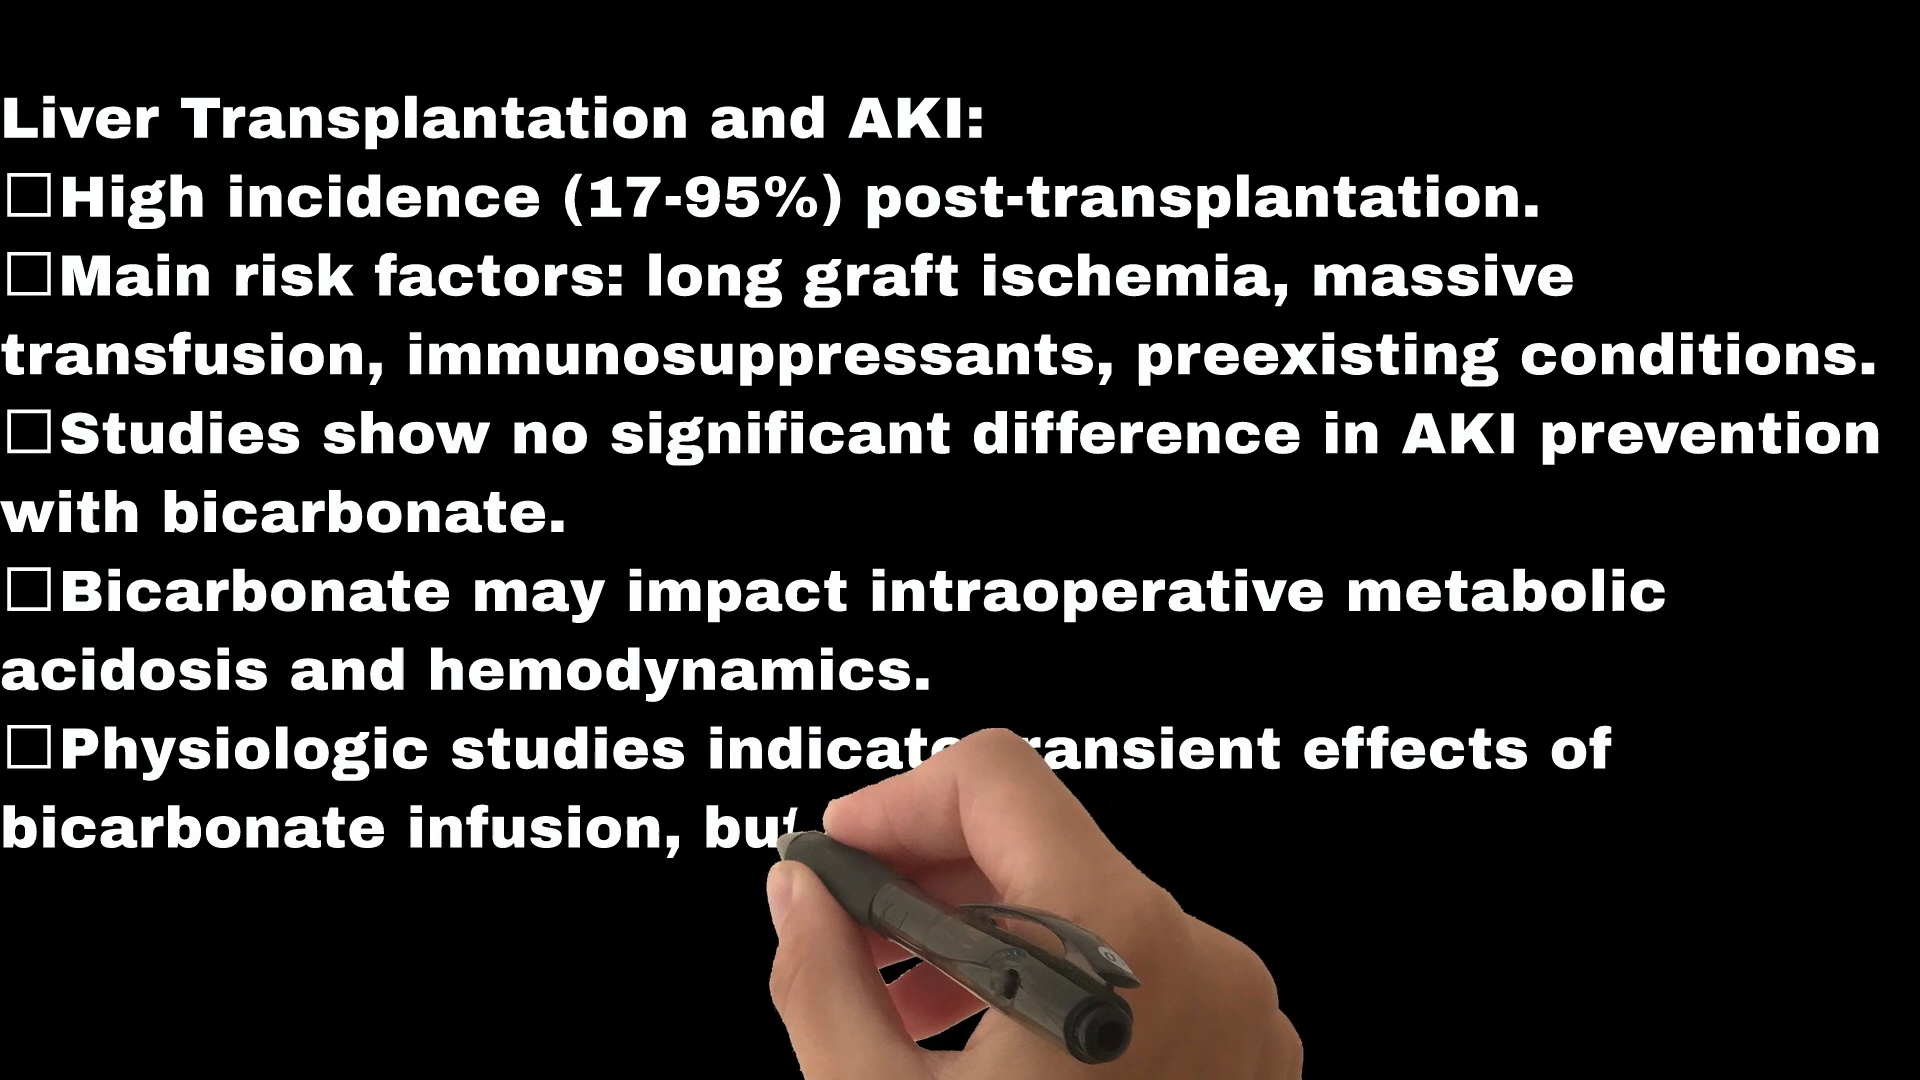 Liver Transplantation and AKI:
☐High incidence (17-95%) post-transplantation.
☐Main risk factors: long graft ischemia, massive
transfusion, immunosuppressants, preexisting conditions.
☐Studies show no significant difference in AKI prevention
with bicarbonate.
☐Bicarbonate may impact intraoperative metabolic
acidosis and hemodynamics.
☐Physiologic studies effects of
bicarbonate infusion,